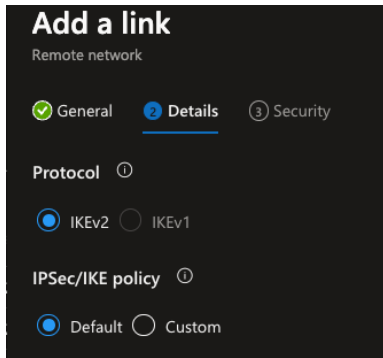 Add a link
Remote network
General 2 Details 3 Security
Protocol
IKEv2 IKEv1
IPSec/IKE policy
Default Custom